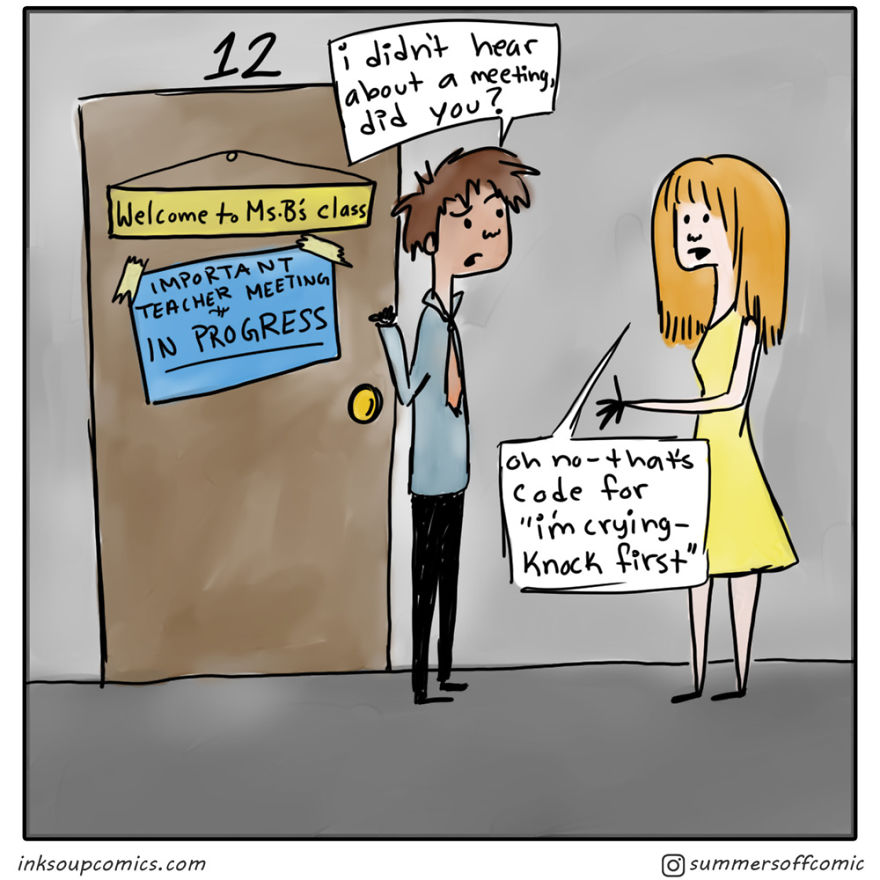 12
i didn't hear
about a meeting,
did you?
Welcome to Ms.B's class
IMPORTANT
TEACHER MEETING
IN PROGRESS
oh no-that's
code for
"i'm crying-
Knock first"
inksoupcomics.com
summersoffcomic